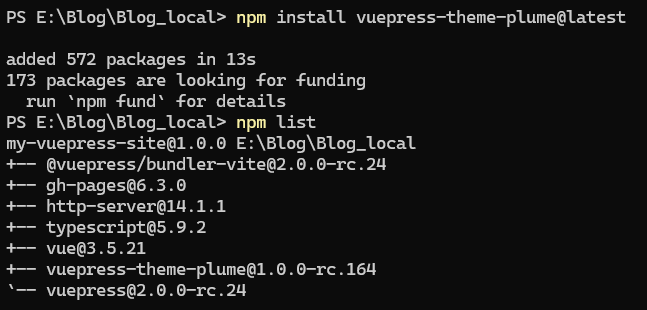 PS E:\Blog\Blog_local> npm install vuepress-theme-plume@latest
added 572 packages in 13s
173 packages are looking for funding
  run `npm fund` for details
PS E:\Blog\Blog_local> npm list
my-vuepress-site@1.0.0 E:\Blog\Blog_local
+-- @vuepress/bundler-vite@2.0.0-rc.24
+-- gh-pages@6.3.0
+-- http-server@14.1.1
+-- typescript@5.9.2
+-- vue@3.5.21
+-- vuepress-theme-plume@1.0.0-rc.164
`-- vuepress@2.0.0-rc.24